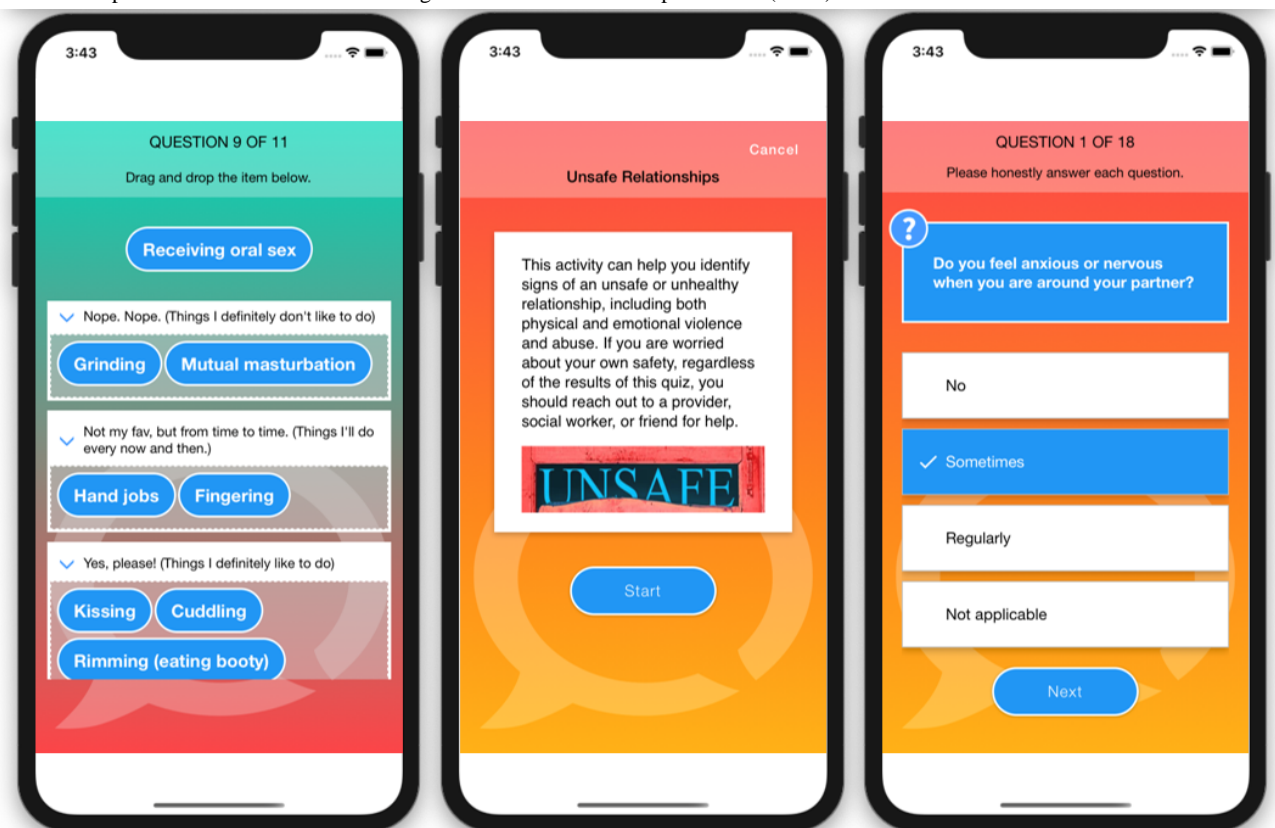 3:43
QUESTION 9 OF 11
Drag and drop the item below.
Receiving oral sex
Nope. Nope. (Things I definitely don't like to do)
Grinding
Mutual masturbation
Not my fav, but from time to time. (Things I'll do
every now and then.)
Hand jobs
Fingering
Yes, please! (Things I definitely like to do)
Kissing
Cuddling
Rimming (eating booty)
3:43
Cancel
Unsafe Relationships
This activity can help you identify
signs of an unsafe or unhealthy
relationship, including both
physical and emotional violence
and abuse. If you are worried
about your own safety, regardless
of the results of this quiz, you
should reach out to a provider,
social worker, or friend for help.
UNSAFE
Start
3:43
QUESTION 1 OF 18
Please honestly answer each question.
?
Do you feel anxious or nervous
when you are around your partner?
No
Sometimes
Regularly
Not applicable
Next